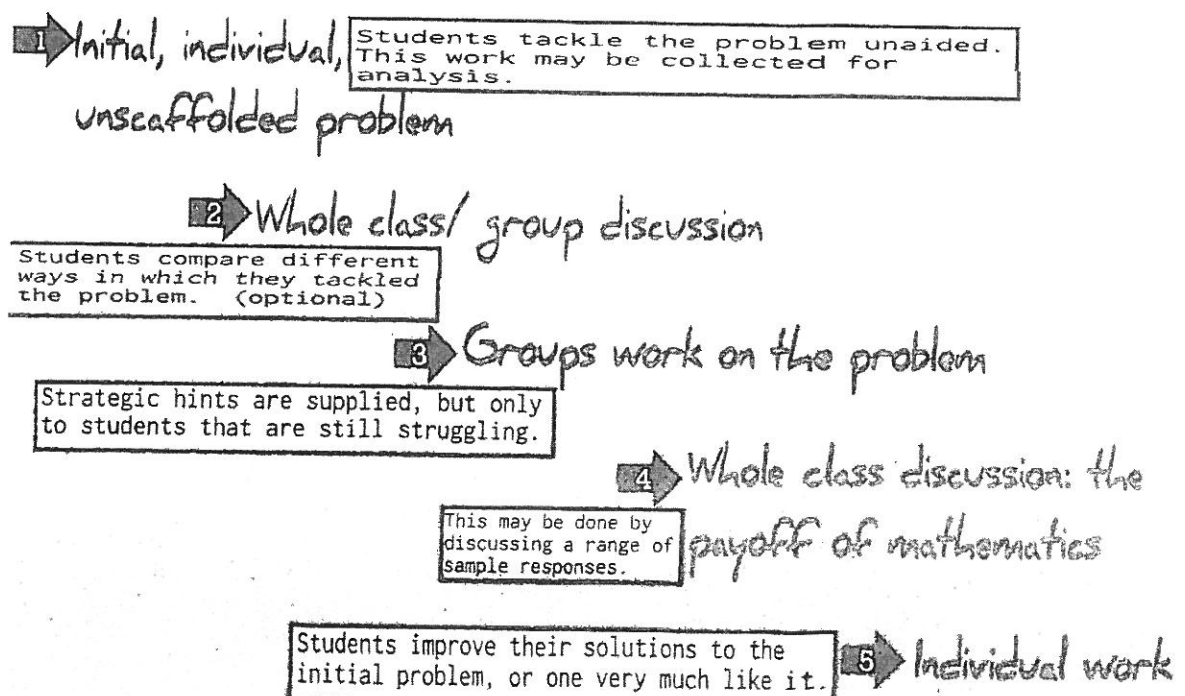 1 Initial, individual,
unscaffolded problem
Students tackle the problem unaided.
This work may be collected for
analysis.
2 Whole class/ group discussion
Students compare different
ways in which they tackled
the problem. (optional)
3 Groups work on the problem
Strategic hints are supplied, but only
to students that are still struggling.
4 Whole class discussion: the
payoff of mathematics
This may be done by
discussing a range of
sample responses.
5 Individual work
Students improve their solutions to the
initial problem, or one very much like it.